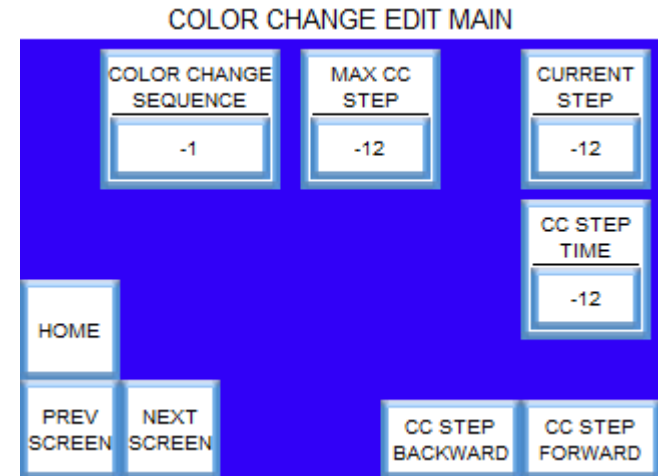 COLOR CHANGE EDIT MAIN
COLOR CHANGE
SEQUENCE
-1
MAX CC
STEP
-12
CURRENT
STEP
-12
CC STEP
TIME
-12
HOME
PREV
SCREEN
NEXT
SCREEN
CC STEP
BACKWARD
CC STEP
FORWARD